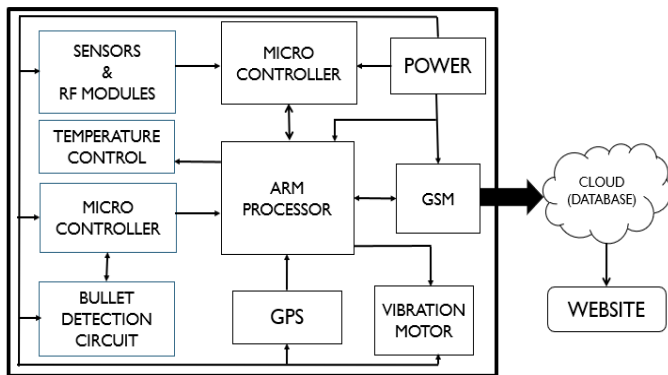 SENSORS
&
RF MODULES
MICRO
CONTROLLER
POWER
TEMPERATURE
CONTROL
ARM
PROCESSOR
GSM
CLOUD
(DATABASE)
MICRO
CONTROLLER
BULLET
DETECTION
CIRCUIT
GPS
VIBRATION
MOTOR
WEBSITE